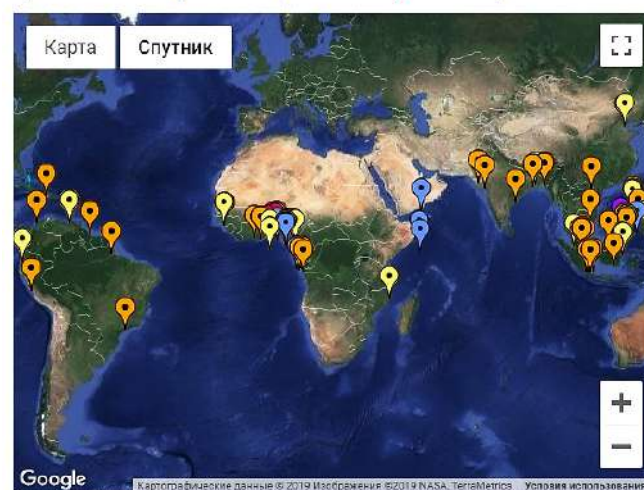 Карта
Спутник
+
−
Google
Картографические данные © 2019 Изображения ©2019 NASA, TerraMetrics
Условия использования